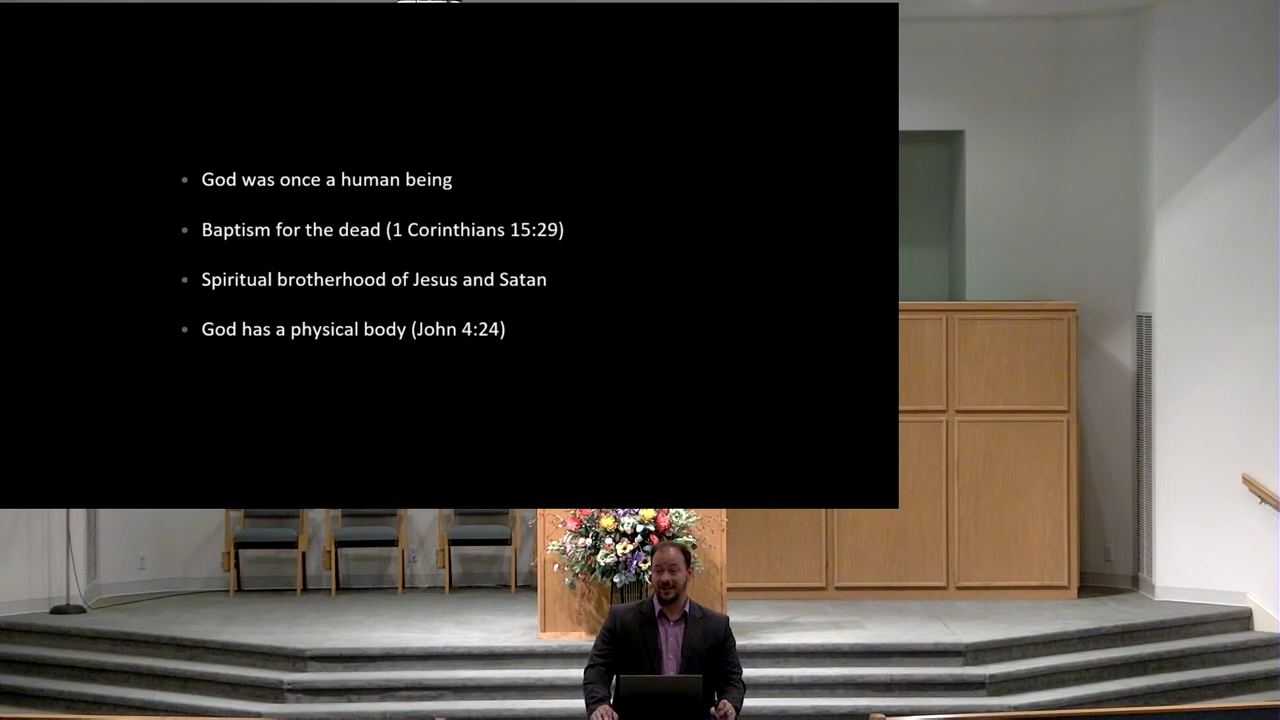 God was once a human being
Baptism for the dead (1 Corinthians 15:29)
Spiritual brotherhood of Jesus and Satan
God has a physical body (John 4:24)